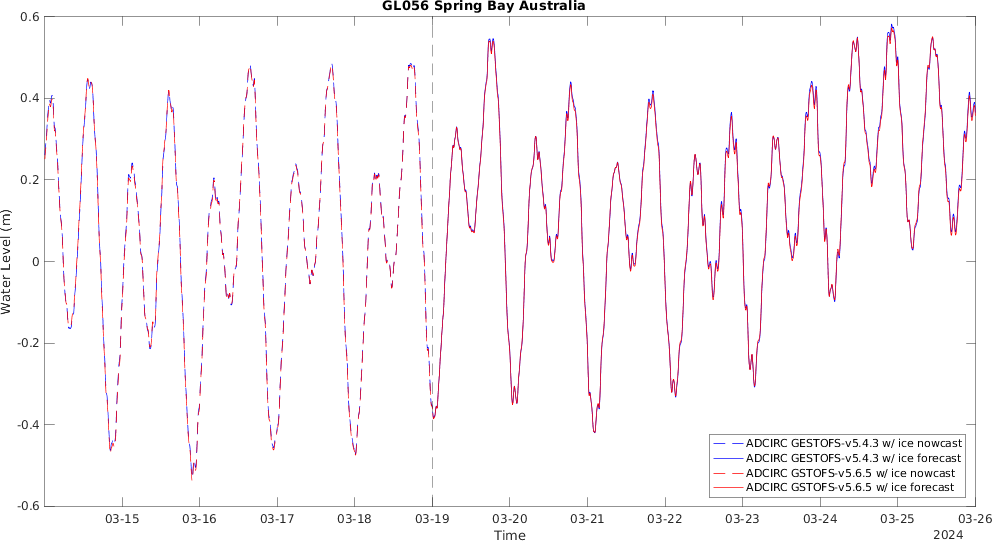 GL056 Spring Bay Australia
0.6
0.4
0.2
0
-0.2
-0.4
-0.6
Water Level (m)
ADCIRC GESTOFS-v5.4.3 w/ ice nowcast
ADCIRC GESTOFS-v5.4.3 w/ ice forecast
ADCIRC GSTOFS-v5.6.5 w/ ice nowcast
ADCIRC GSTOFS-v5.6.5 w/ ice forecast
03-15 03-16 03-17 03-18 03-19 03-20 03-21 03-22 03-23 03-24 03-25 03-26
Time
2024